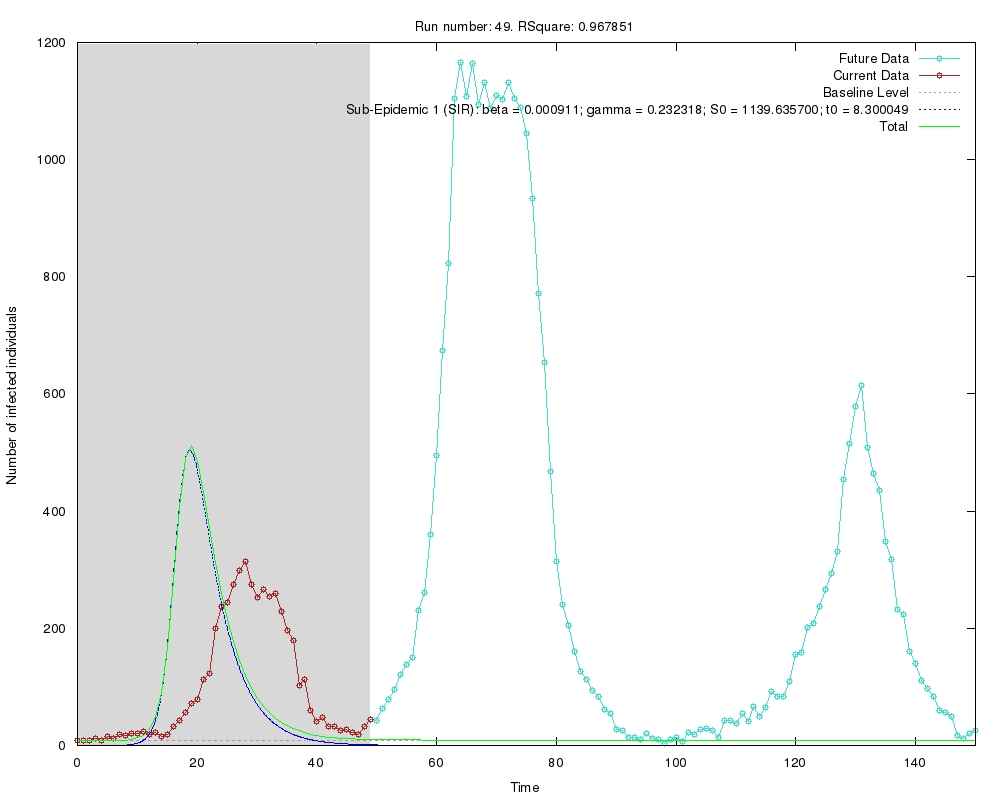 Run number: 49. RSquare: 0.967851
1200
1000
800
600
400
200
0
Number of infected individuals
Future Data
Current Data
Baseline Level
Sub-Epidemic 1 (SIR): beta = 0.000911; gamma = 0.232318; S0 = 1139.635700; t0 = 8.300049
Total
0 20 40 60 80 100 120 140
Time